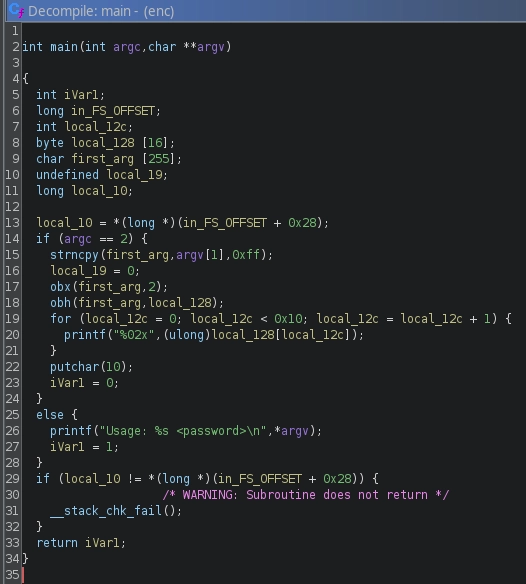 Decompile: main - (enc)
1
2 int main(int argc,char **argv)
3
4 {
5   int iVar1;
6   long in_FS_OFFSET;
7   int local_12c;
8   byte local_128 [16];
9   char first_arg [255];
10   undefined local_19;
11   long local_10;
12
13   local_10 = *(long *)(in_FS_OFFSET + 0x28);
14   if (argc == 2) {
15     strncpy(first_arg,argv[1],0xff);
16     local_19 = 0;
17     obx(first_arg,2);
18     obh(first_arg,local_128);
19     for (local_12c = 0; local_12c < 0x10; local_12c = local_12c + 1) {
20       printf("%02x",(ulong)local_128[local_12c]);
21     }
22     putchar(10);
23     iVar1 = 0;
24   }
25   else {
26     printf("Usage: %s <password>\n",*argv);
27     iVar1 = 1;
28   }
29   if (local_10 != *(long *)(in_FS_OFFSET + 0x28)) {
30                     /* WARNING: Subroutine does not return */
31     __stack_chk_fail();
32   }
33   return iVar1;
34 }
35